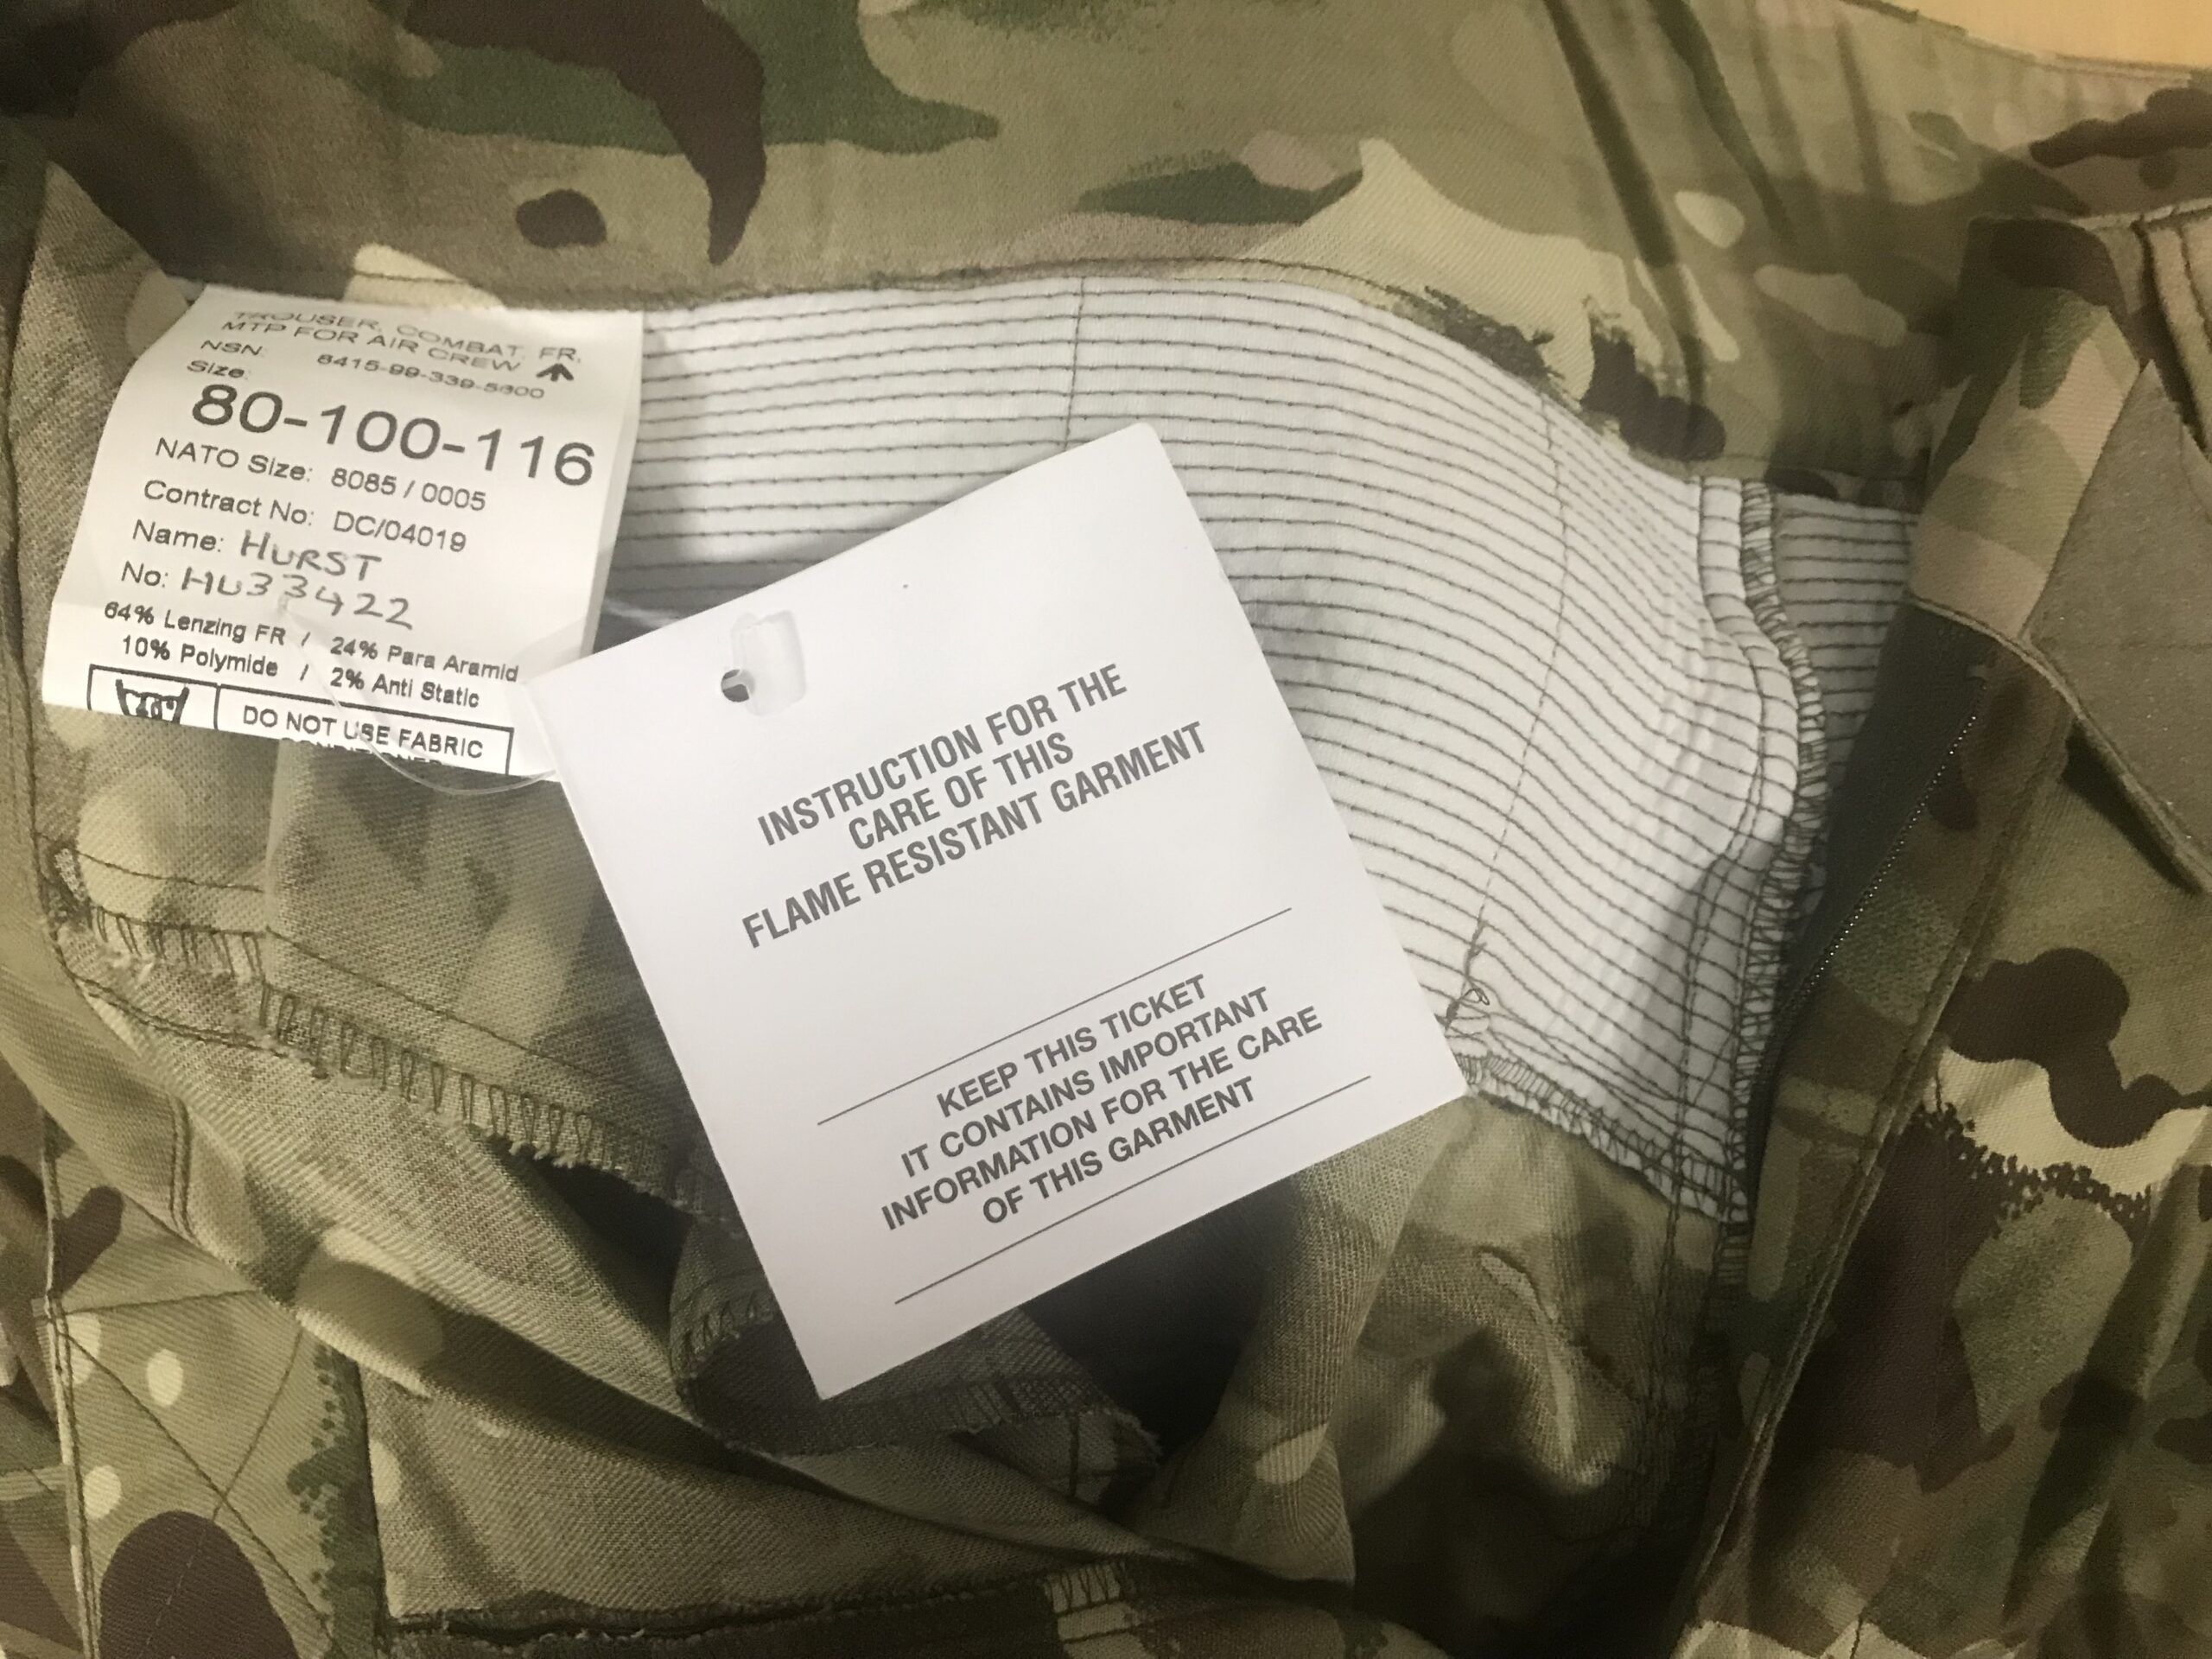 TROUSER, COMBAT, FR,
MTP FOR AIR CREW
NSN: 8415-99-339-5600
Size:
80-100-116
NATO Size: 8085 / 0005
Contract No: DC/04019
Name: HURST
No: HU33422
64% Lenzing FR / 24% Para Aramid
10% Polymide / 2% Anti Static
DO NOT USE FABRIC
INSTRUCTION FOR THE
CARE OF THIS
FLAME RESISTANT GARMENT
KEEP THIS TICKET
IT CONTAINS IMPORTANT
INFORMATION FOR THE CARE
OF THIS GARMENT